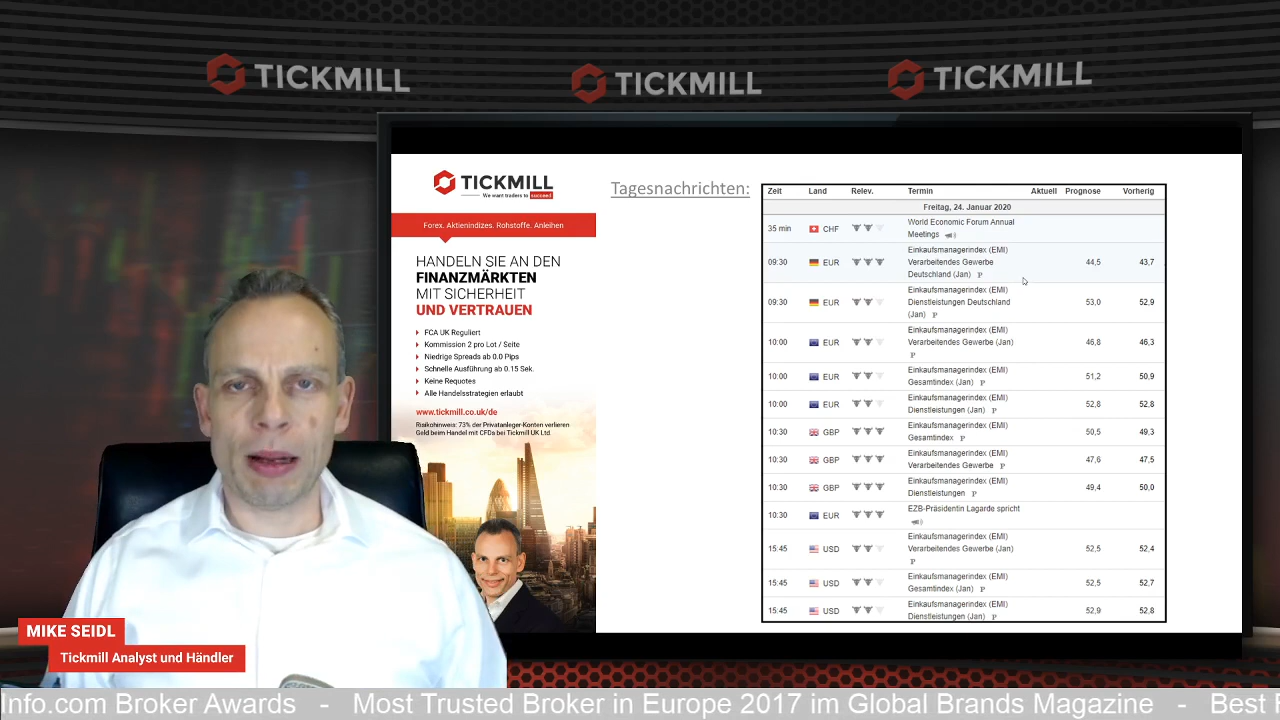 TICKMILL
TICKMILL
TICKMILL
TICKMILL
We want traders to succeed
Forex. Aktienindizes. Rohstoffe. Anleihen
HANDELN SIE AN DEN
FINANZMÄRKTEN
MIT SICHERHEIT
UND VERTRAUEN
FCA UK Reguliert
Kommission 2 pro Lot / Seite
Niedrige Spreads ab 0.0 Pips
Schnelle Ausführung ab 0.15 Sek.
Keine Requotes
Alle Handelsstrategien erlaubt
www.tickmill.co.uk/de
Risikohinweis: 73% der Privatanleger-Konten verlieren
Geld beim Handel mit CFDs bei Tickmill UK Ltd.
Tagesnachrichten:
Zeit Land Relev. Termin Aktuell Prognose Vorherig
Freitag, 24. Januar 2020
World Economic Forum Annual
35 min CHF
Meetings
Einkaufsmanagerindex (EMI)
09:30 EUR Verarbeitendes Gewerbe 44,5 43,7
Deutschland (Jan) P
Einkaufsmanagerindex (EMI)
09:30 EUR Dienstleistungen Deutschland 53,0 52,9
(Jan) P
Einkaufsmanagerindex (EMI)
10:00 EUR Verarbeitendes Gewerbe (Jan) 46,8 46,3
P
Einkaufsmanagerindex (EMI)
10:00 EUR 51,2 50,9
Gesamtindex (Jan) P
Einkaufsmanagerindex (EMI)
10:00 EUR 52,8 52,8
Dienstleistungen (Jan) P
Einkaufsmanagerindex (EMI)
10:30 GBP 50,5 49,3
Gesamtindex P
Einkaufsmanagerindex (EMI)
10:30 GBP 47,6 47,5
Verarbeitendes Gewerbe P
Einkaufsmanagerindex (EMI)
10:30 GBP 49,4 50,0
Dienstleistungen P
EZB-Präsidentin Lagarde spricht
10:30 EUR
Einkaufsmanagerindex (EMI)
15:45 USD Verarbeitendes Gewerbe (Jan) 52,5 52,4
P
Einkaufsmanagerindex (EMI)
15:45 USD 52,5 52,7
Gesamtindex (Jan) P
Einkaufsmanagerindex (EMI)
15:45 USD 52,9 52,8
Dienstleistungen (Jan) P
MIKE SEIDL
Tickmill Analyst und Händler
Info.com Broker Awards - Most Trusted Broker in Europe 2017 im Global Brands Magazine - Best